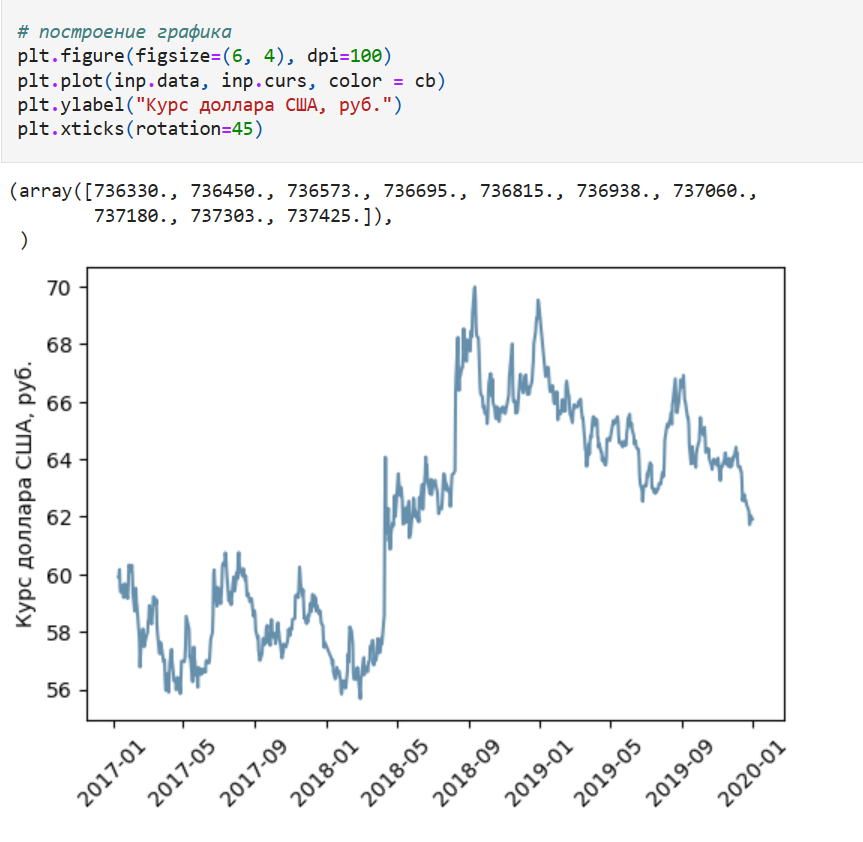 # построение графика
plt.figure(figsize=(6, 4), dpi=100)
plt.plot(inp.data, inp.curs, color = cb)
plt.ylabel("Курс доллара США, руб.")
plt.xticks(rotation=45)
(array([736330., 736450., 736573., 736695., 736815., 736938., 737060.,
737180., 737303., 737425.]),
)
70
68
66
64
62
60
58
56
Курс доллара США, руб.
2017-01
2017-05
2017-09
2018-01
2018-05
2018-09
2019-01
2019-05
2019-09
2020-01